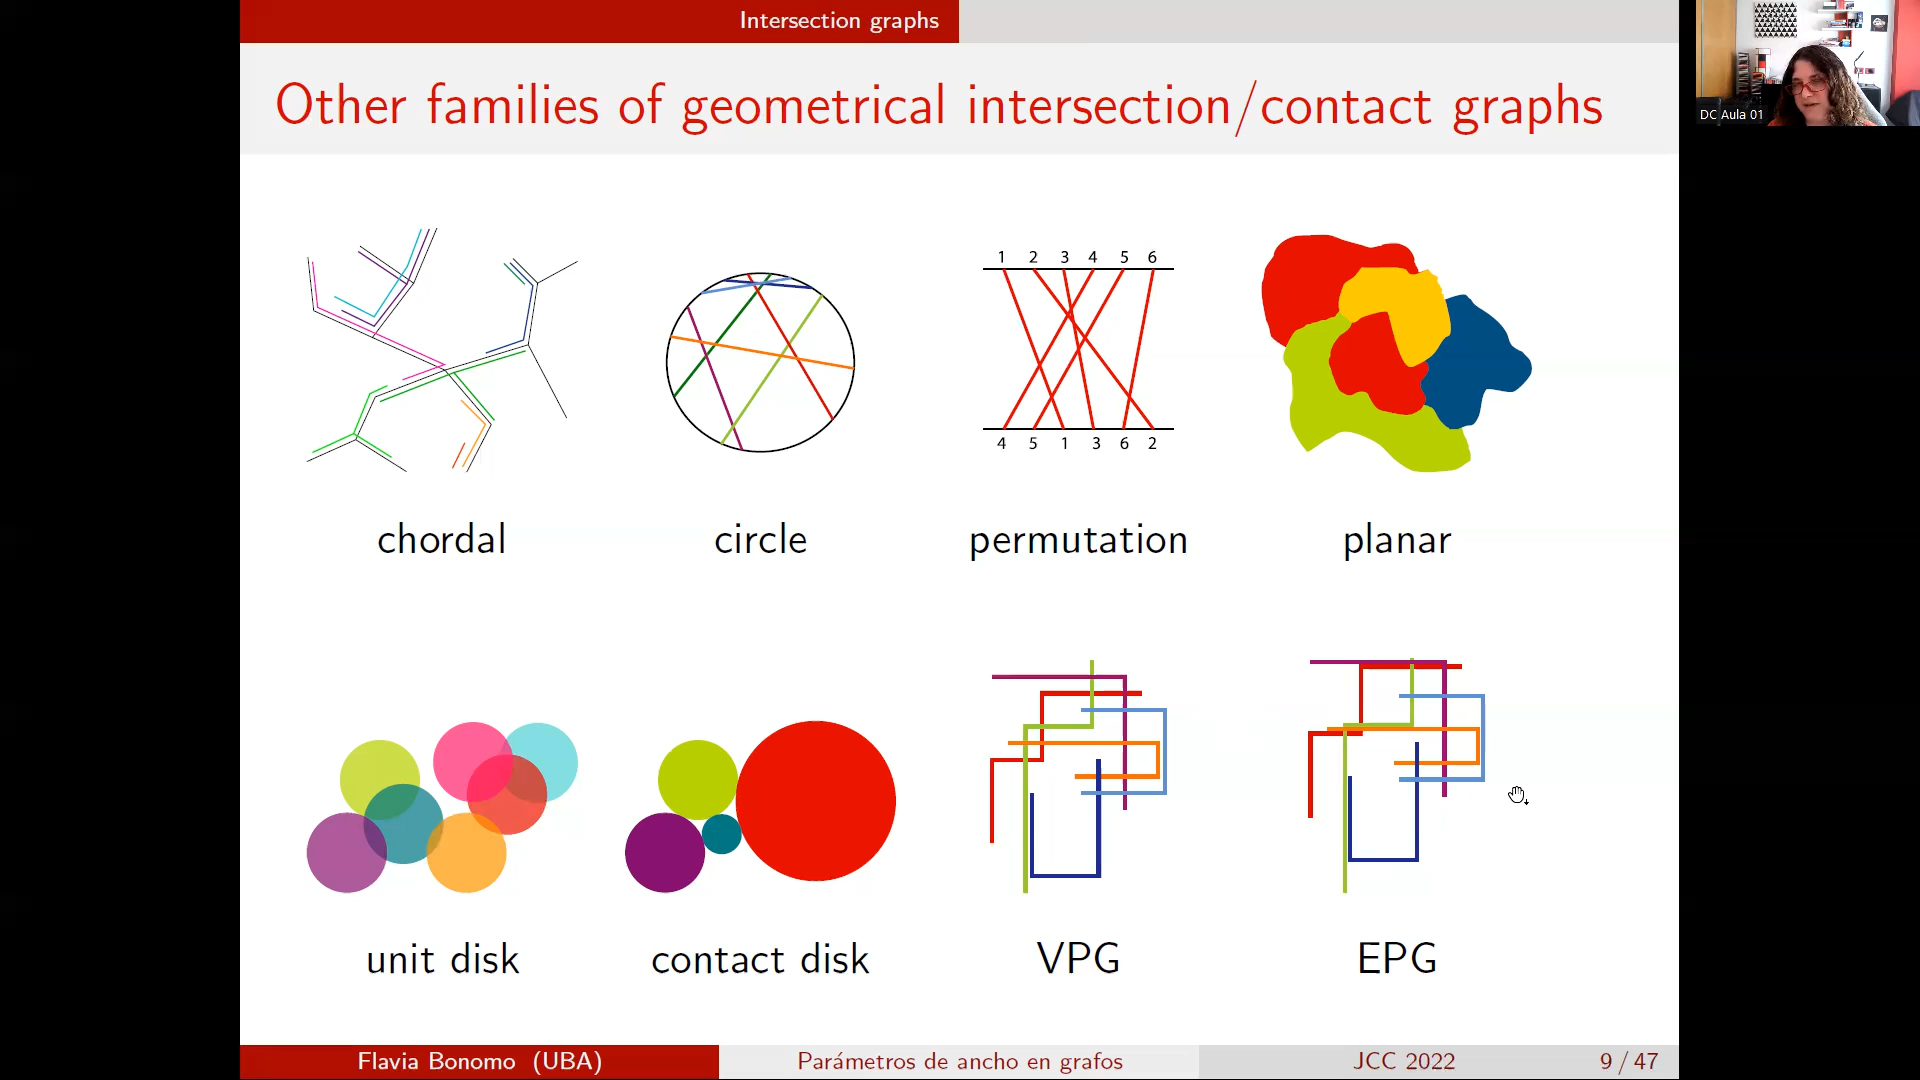 Intersection graphs
Other families of geometrical intersection/contact graphs
DC Aula 01
1 2 3 4 5 6
4 5 1 3 6 2
chordal circle permutation planar
unit disk contact disk VPG EPG
Flavia Bonomo (UBA) Parámetros de ancho en grafos JCC 2022 9 / 47